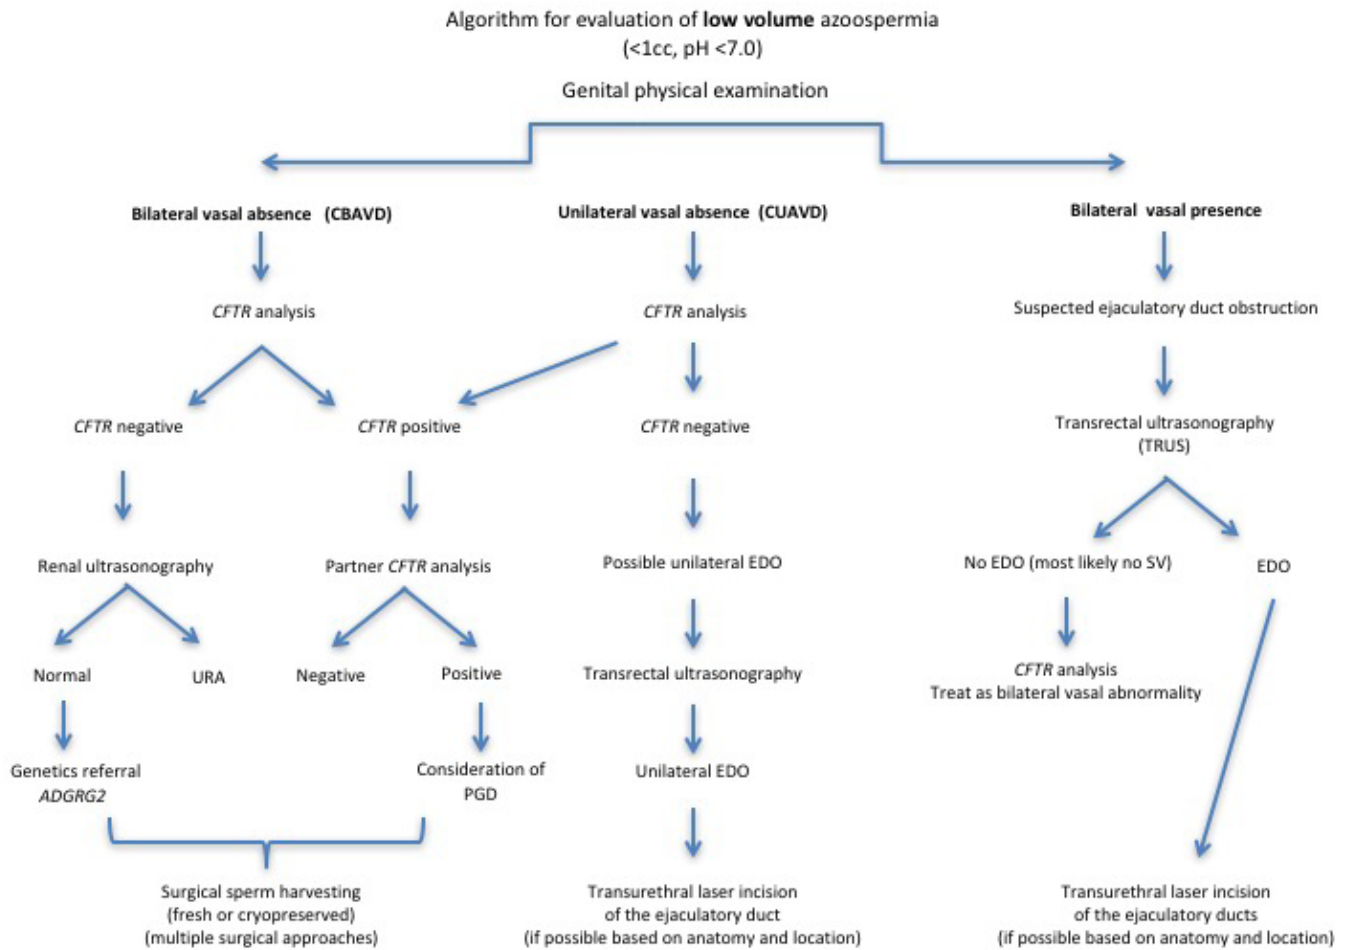 Algorithm for evaluation of low volume azoospermia
(<1cc, pH <7.0)
Genital physical examination
Bilateral vasal absence (CBAVD)
Unilateral vasal absence (CUAVD)
Bilateral vasal presence
CFTR analysis
CFTR analysis
Suspected ejaculatory duct obstruction
CFTR negative
CFTR positive
CFTR negative
Transrectal ultrasonography
(TRUS)
Renal ultrasonography
Partner CFTR analysis
Possible unilateral EDO
No EDO (most likely no SV)
EDO
Normal
URA
Negative
Positive
Transrectal ultrasonography
CFTR analysis
Treat as bilateral vasal abnormality
Genetics referral
ADGRG2
Consideration of
PGD
Unilateral EDO
Surgical sperm harvesting
(fresh or cryopreserved)
(multiple surgical approaches)
Transurethral laser incision
of the ejaculatory duct
(if possible based on anatomy and location)
Transurethral laser incision
of the ejaculatory ducts
(if possible based on anatomy and location)